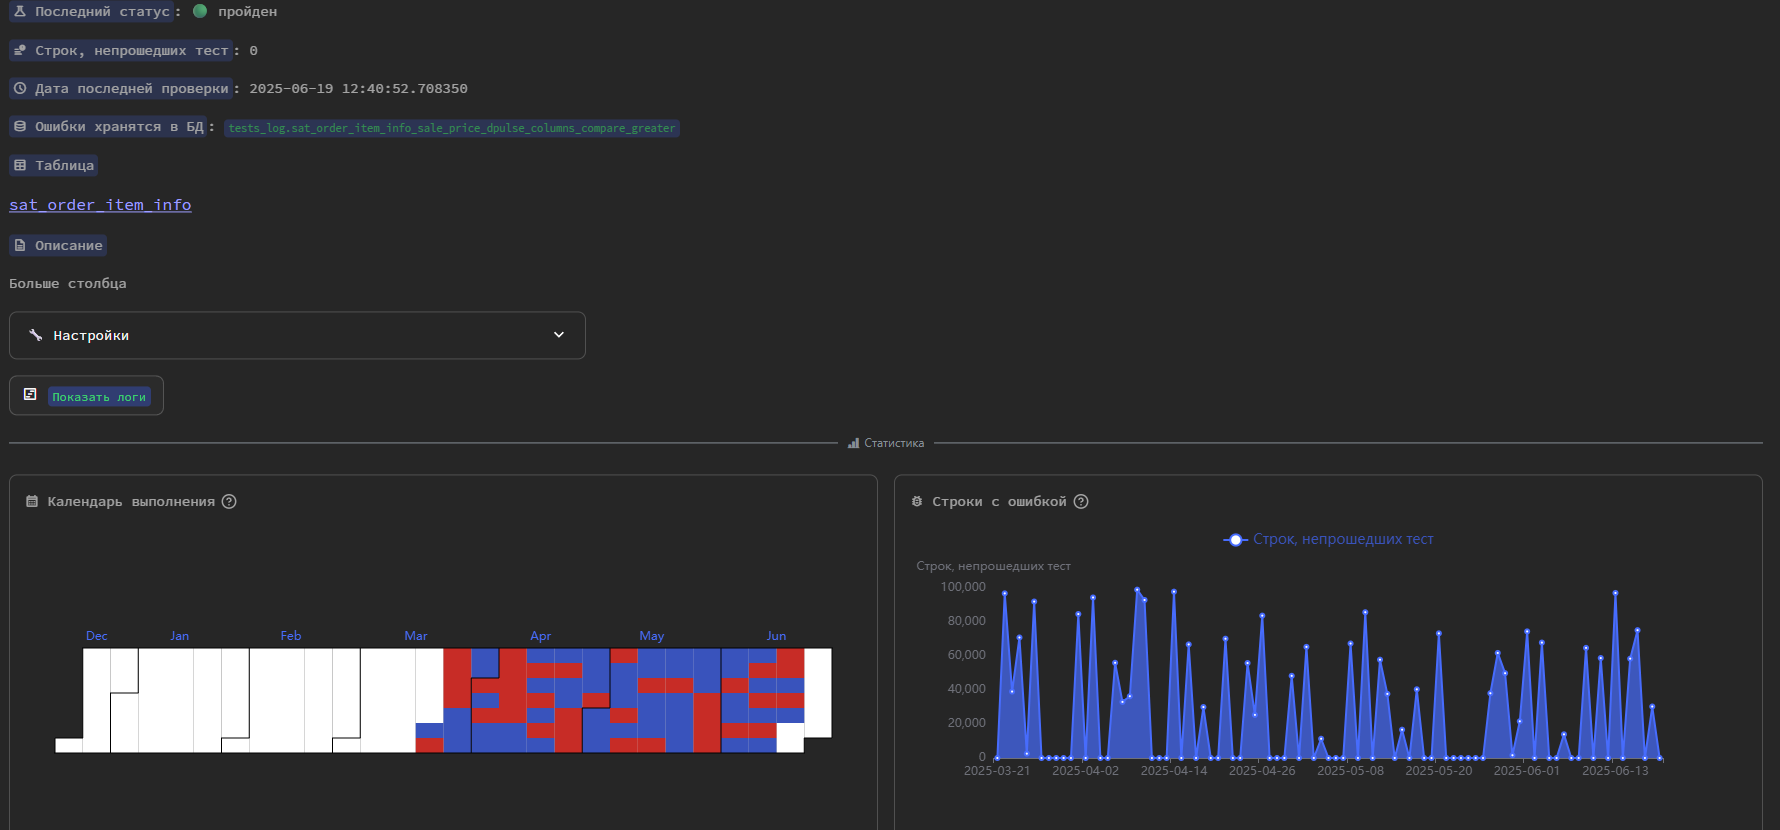 Последний статус: пройден
Строк, непрошедших тест: 0
Дата последней проверки: 2025-06-19 12:40:52.708350
Ошибки хранятся в БД: tests_log.sat_order_item_info_sale_price_dpulse_columns_compare_greater
Таблица
sat_order_item_info
Описание
Больше столбца
Настройки
Показать логи
Статистика
Календарь выполнения
Dec Jan Feb Mar Apr May Jun
Строки с ошибкой
Строк, непрошедших тест
Строк, непрошедших тест
100,000
80,000
60,000
40,000
20,000
0
2025-03-21 2025-04-02 2025-04-14 2025-04-26 2025-05-08 2025-05-20 2025-06-01 2025-06-13